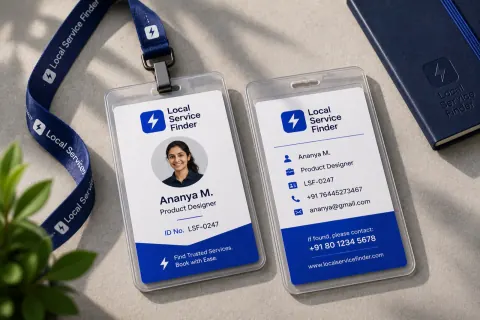 Local Service Finder
Local Service Finder
Local
Service
Finder
Ananya M.
Product Designer
ID No. LSF-0247
Find Trusted Services.
Book with Ease.
Local
Service
Finder
Ananya M.
Product Designer
LSF-0247
+91 76445273467
ananya@gmail.com
If found, please contact:
+91 80 1234 5678
www.localservicefinder.com
Local
Service
Finder